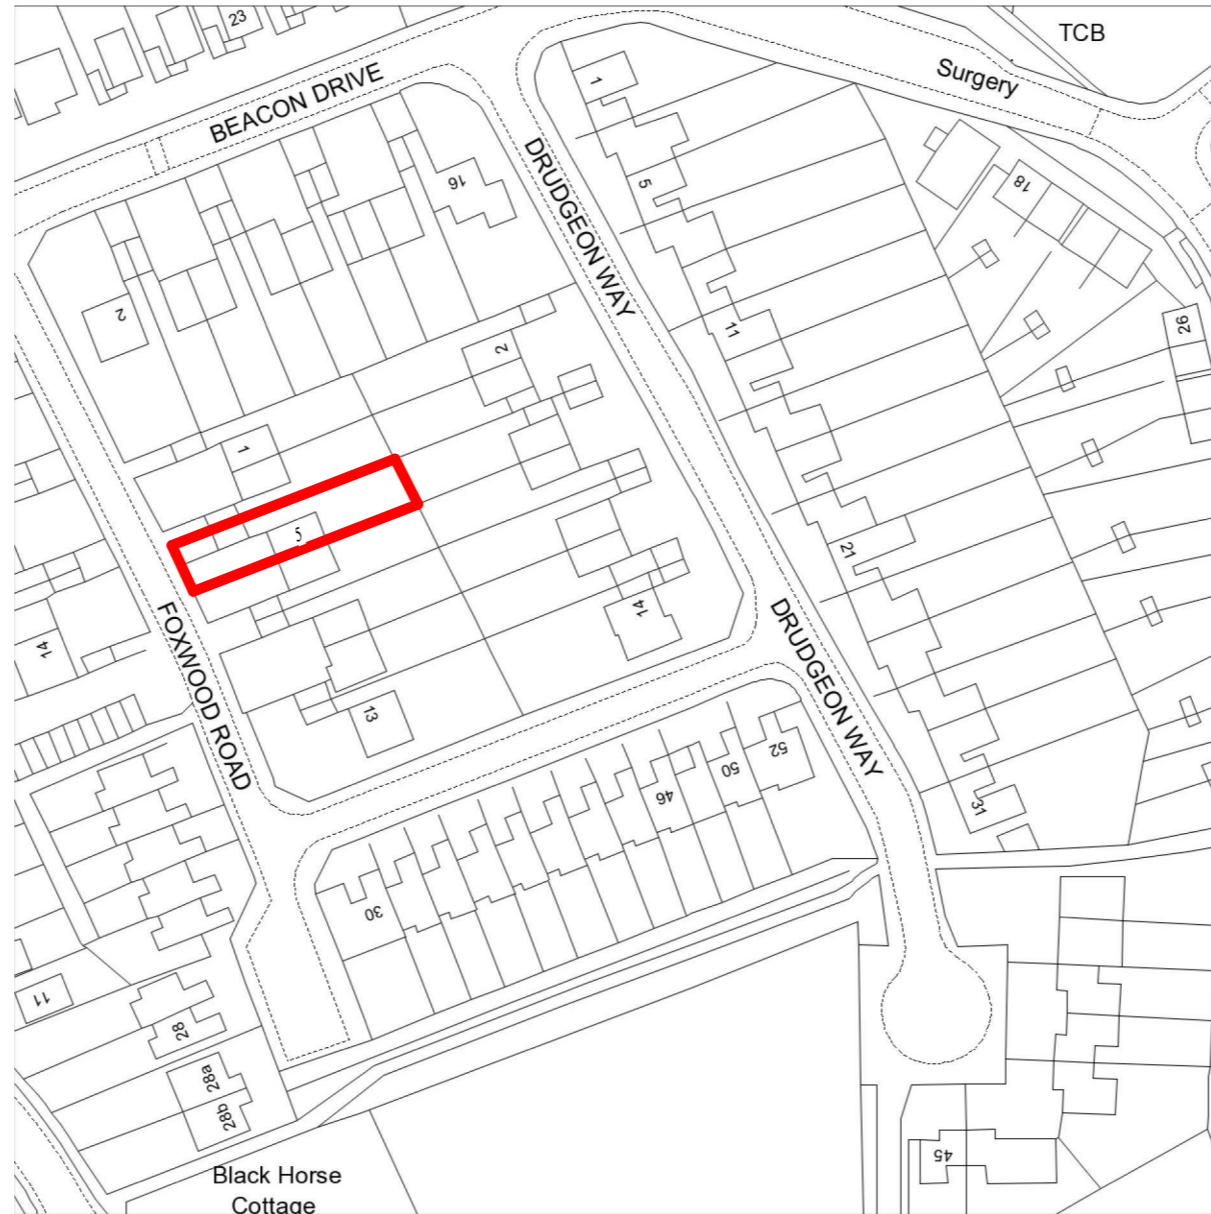 23
TCB
BEACON DRIVE
Surgery
1
DRUDGEON WAY
16
5
18
2
11
26
2
1
5
21
FOXWOOD ROAD
14
14
DRUDGEON WAY
13
52
50
46
31
30
11
28
28a
28b
45
Black Horse
Cottage